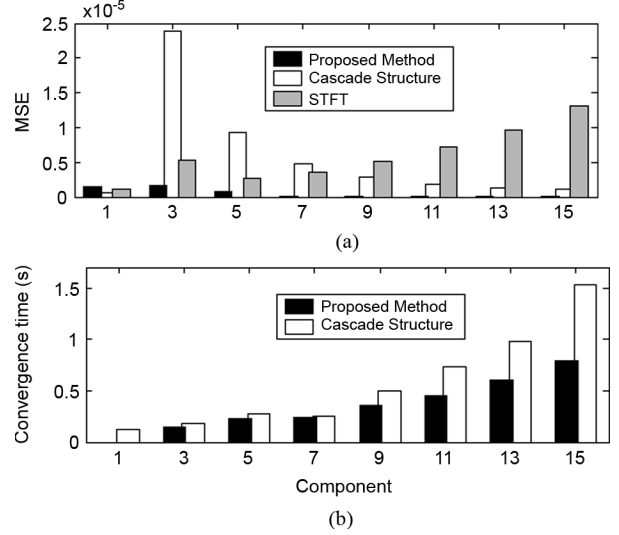 x10^-5
2.5
2
1.5
1
0.5
0
MSE
Proposed Method
Cascade Structure
STFT
1 3 5 7 9 11 13 15
(a)
1.5
1
0.5
0
Convergence time (s)
Proposed Method
Cascade Structure
1 3 5 7 9 11 13 15
Component
(b)